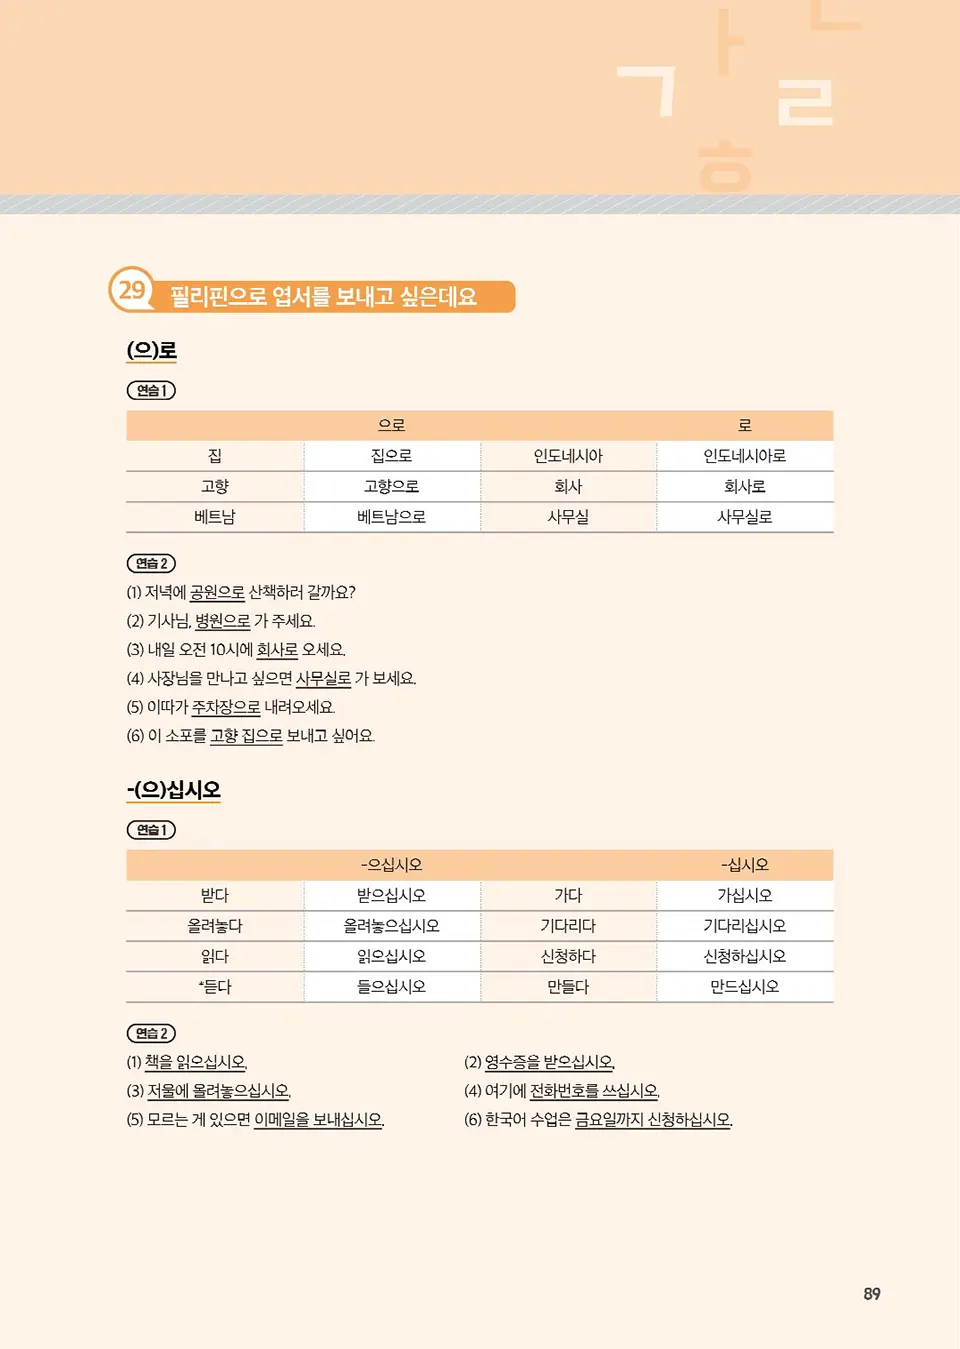 29 필리핀으로 엽서를 보내고 싶은데요
(으)로
연습 1
으로 로
집 집으로 인도네시아 인도네시아로
고향 고향으로 회사 회사로
베트남 베트남으로 사무실 사무실로
연습 2
(1) 저녁에 공원으로 산책하러 갈까요?
(2) 기사님, 병원으로 가 주세요.
(3) 내일 오전 10시에 회사로 오세요.
(4) 사장님을 만나고 싶으면 사무실로 가 보세요.
(5) 이따가 주차장으로 내려오세요.
(6) 이 소포를 고향 집으로 보내고 싶어요.
-(으)십시오
연습 1
-으십시오 -십시오
받다 받으십시오 가다 가십시오
올려놓다 올려놓으십시오 기다리다 기다리십시오
읽다 읽으십시오 신청하다 신청하십시오
*듣다 들으십시오 만들다 만드십시오
연습 2
(1) 책을 읽으십시오. (2) 영수증을 받으십시오.
(3) 저울에 올려놓으십시오. (4) 여기에 전화번호를 쓰십시오.
(5) 모르는 게 있으면 이메일을 보내십시오. (6) 한국어 수업은 금요일까지 신청하십시오.
89